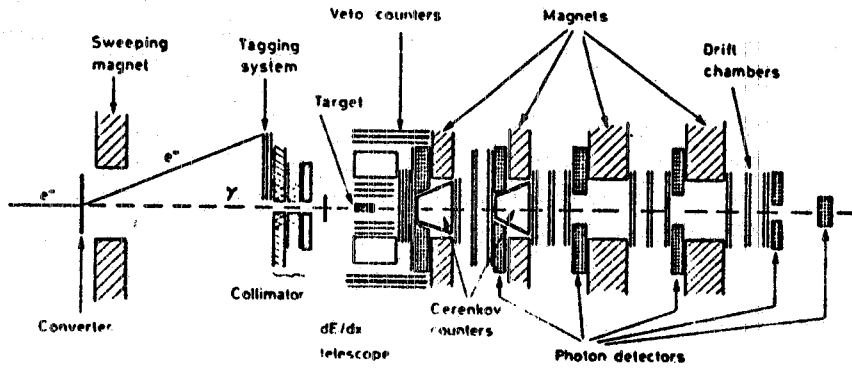 Veto counters
Magnets
Sweeping
magnet
Tagging
system
Drift
chambers
Target
e⁻
e⁻
γ
Collimator
Converter
Cerenkov
counters
dE/dx
telescope
Photon detectors